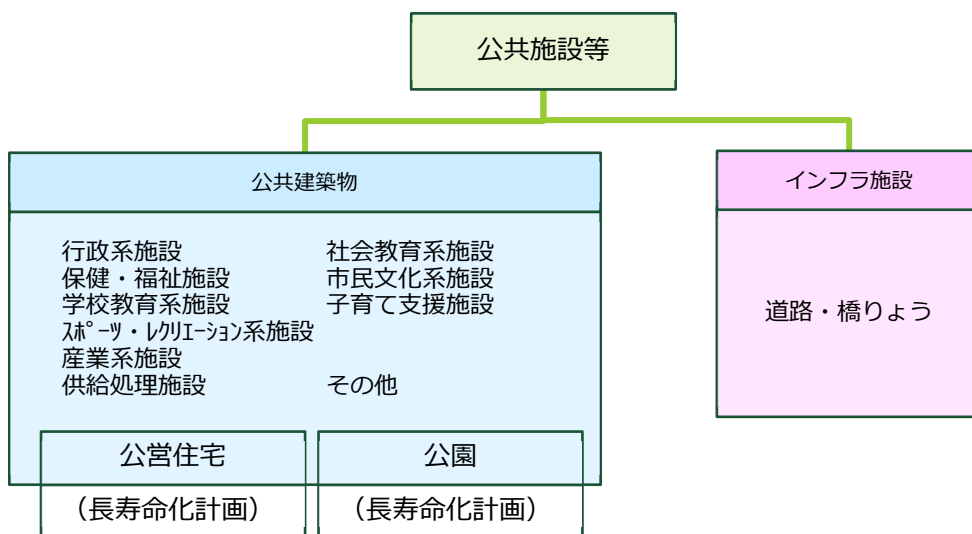 公共施設等
公共建築物
行政系施設
保健・福祉施設
学校教育系施設
ｽﾎﾟｰﾂ・ﾚｸﾘｴｰｼｮﾝ系施設
産業系施設
供給処理施設
社会教育系施設
市民文化系施設
子育て支援施設
その他
公営住宅
（長寿命化計画）
公園
（長寿命化計画）
インフラ施設
道路・橋りょう